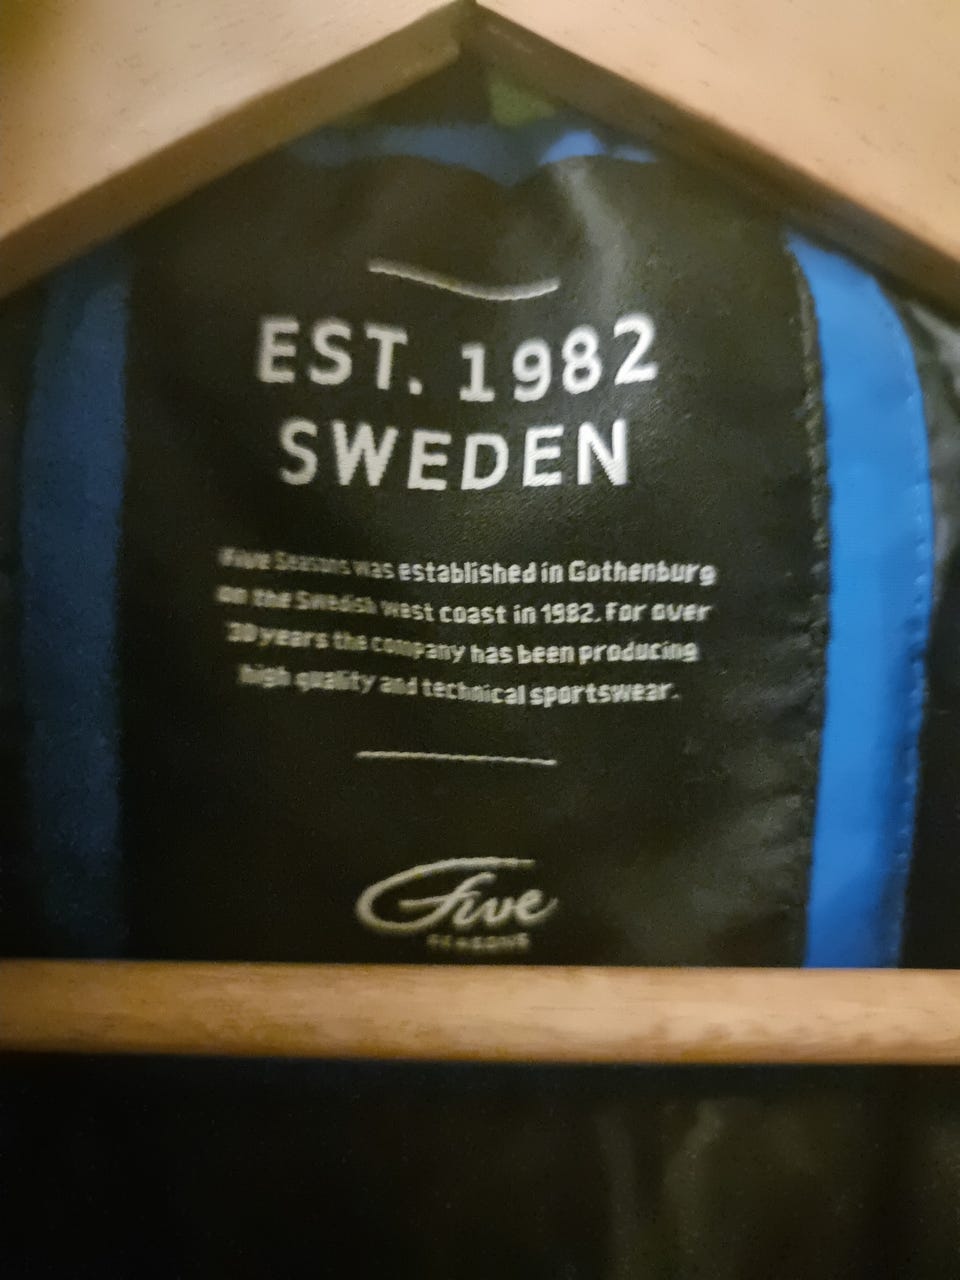 EST. 1982
SWEDEN
Five Seasons was established in Gothenburg
on the Swedish west coast in 1982. For over
30 years the company has been producing
high quality and technical sportswear.
Five
SEASONS